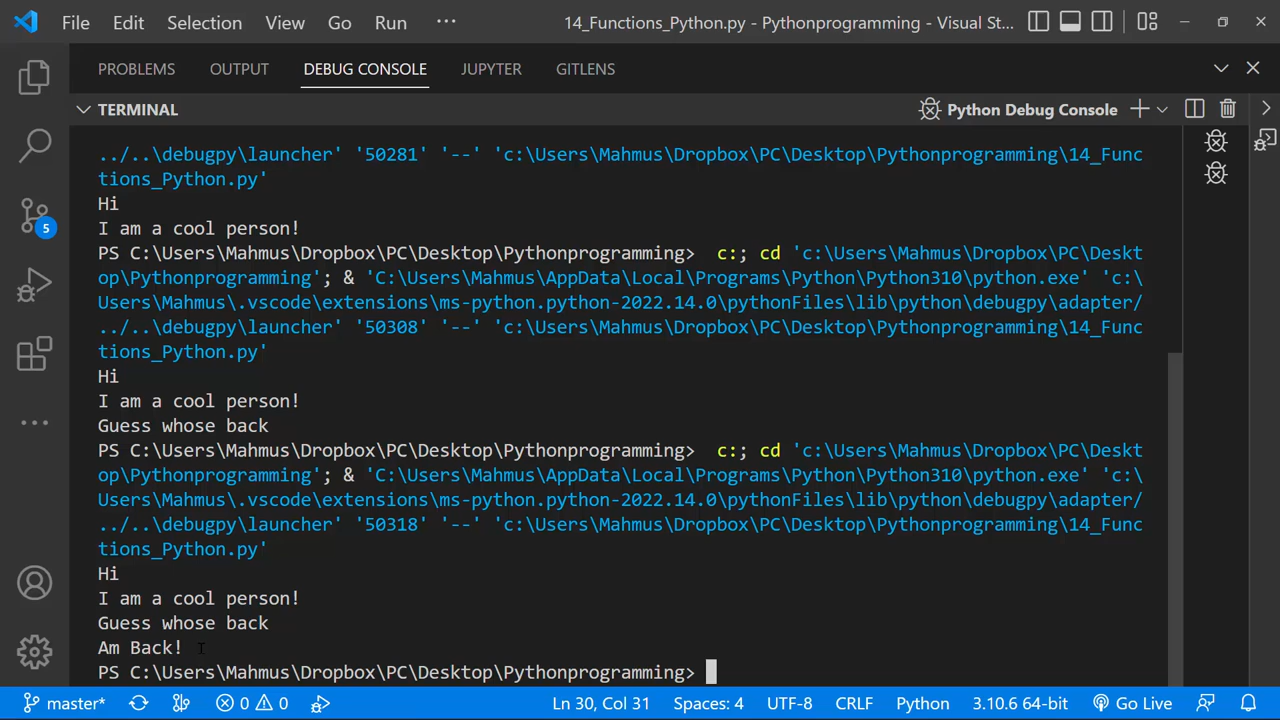 File Edit Selection View Go Run ··· 14_Functions_Python.py - Pythonprogramming - Visual St...
PROBLEMS OUTPUT DEBUG CONSOLE JUPYTER GITLENS
TERMINAL Python Debug Console
../..\debugpy\launcher' '50281' '--' 'c:\Users\Mahmus\Dropbox\PC\Desktop\Pythonprogramming\14_Func
tions_Python.py'
Hi
I am a cool person!
PS C:\Users\Mahmus\Dropbox\PC\Desktop\Pythonprogramming>  c:; cd 'c:\Users\Mahmus\Dropbox\PC\Deskt
op\Pythonprogramming'; & 'C:\Users\Mahmus\AppData\Local\Programs\Python\Python310\python.exe' 'c:\
Users\Mahmus\.vscode\extensions\ms-python.python-2022.14.0\pythonFiles\lib\python\debugpy\adapter/
../..\debugpy\launcher' '50308' '--' 'c:\Users\Mahmus\Dropbox\PC\Desktop\Pythonprogramming\14_Func
tions_Python.py'
Hi
I am a cool person!
Guess whose back
PS C:\Users\Mahmus\Dropbox\PC\Desktop\Pythonprogramming>  c:; cd 'c:\Users\Mahmus\Dropbox\PC\Deskt
op\Pythonprogramming'; & 'C:\Users\Mahmus\AppData\Local\Programs\Python\Python310\python.exe' 'c:\
Users\Mahmus\.vscode\extensions\ms-python.python-2022.14.0\pythonFiles\lib\python\debugpy\adapter/
../..\debugpy\launcher' '50318' '--' 'c:\Users\Mahmus\Dropbox\PC\Desktop\Pythonprogramming\14_Func
tions_Python.py'
Hi
I am a cool person!
Guess whose back
Am Back!
PS C:\Users\Mahmus\Dropbox\PC\Desktop\Pythonprogramming>
5
master* 0 0 Ln 30, Col 31 Spaces: 4 UTF-8 CRLF Python 3.10.6 64-bit Go Live